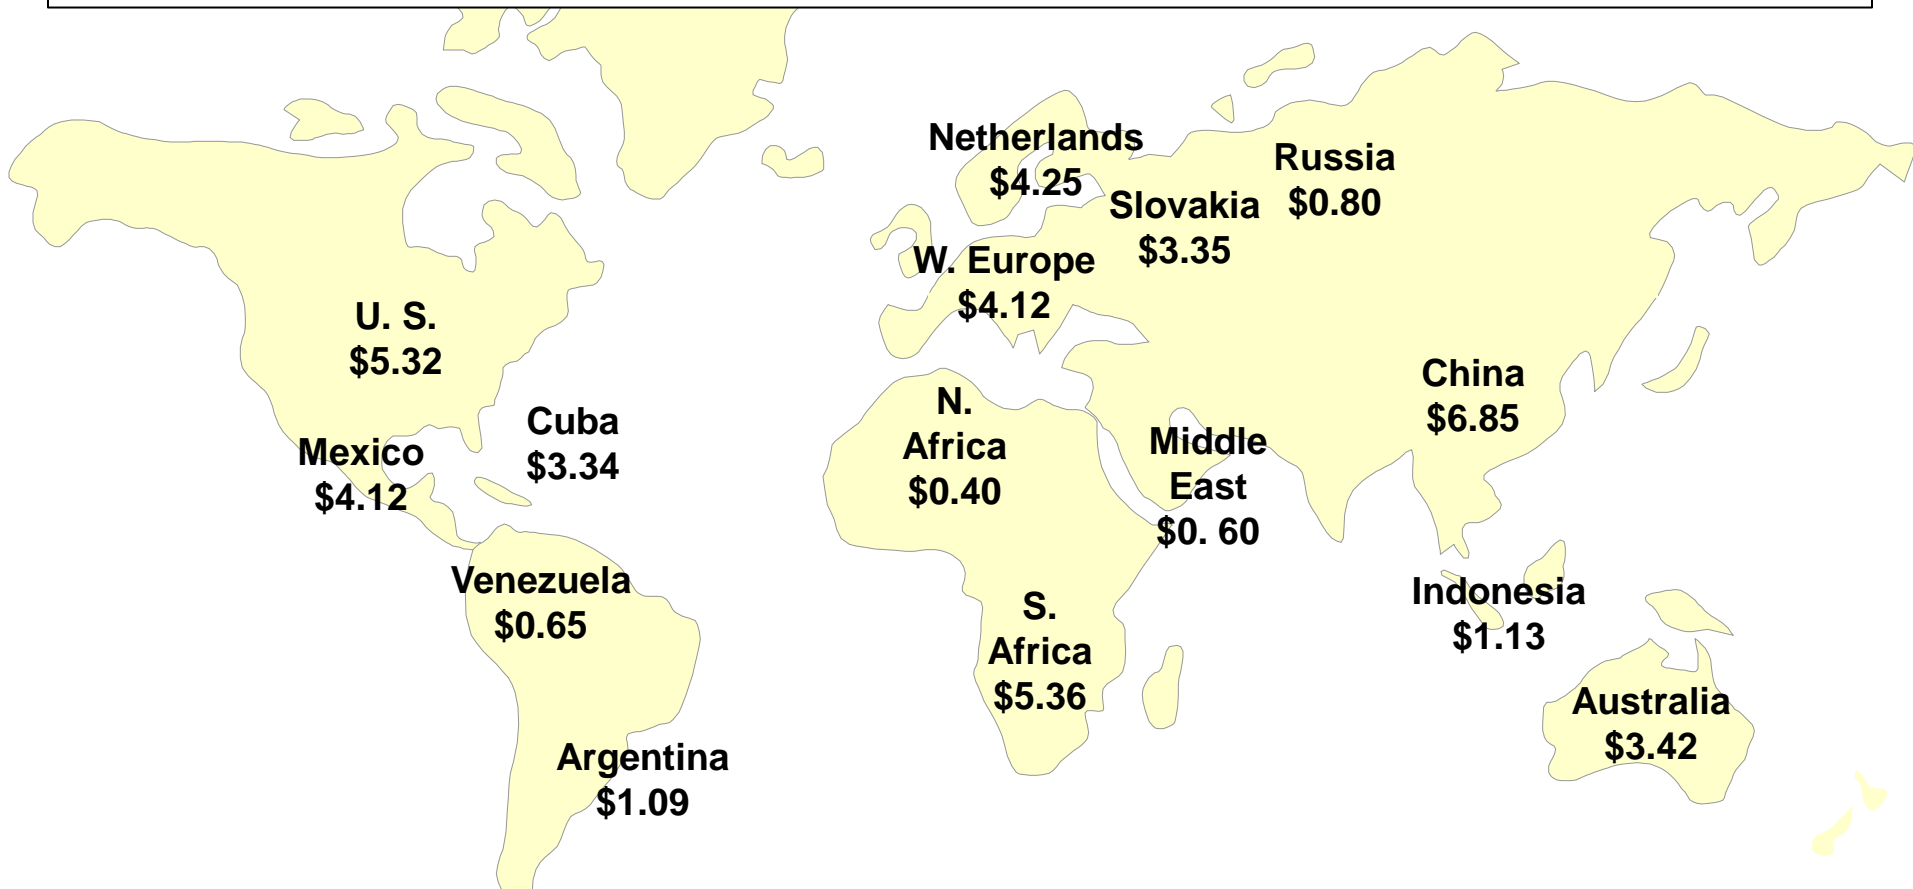 Netherlands
$4.25
Russia
$0.80
Slovakia
$3.35
W. Europe
$4.12
U. S.
$5.32
China
$6.85
N.
Africa
$0.40
Cuba
$3.34
Middle
East
$0. 60
Mexico
$4.12
Venezuela
$0.65
Indonesia
$1.13
S.
Africa
$5.36
Australia
$3.42
Argentina
$1.09